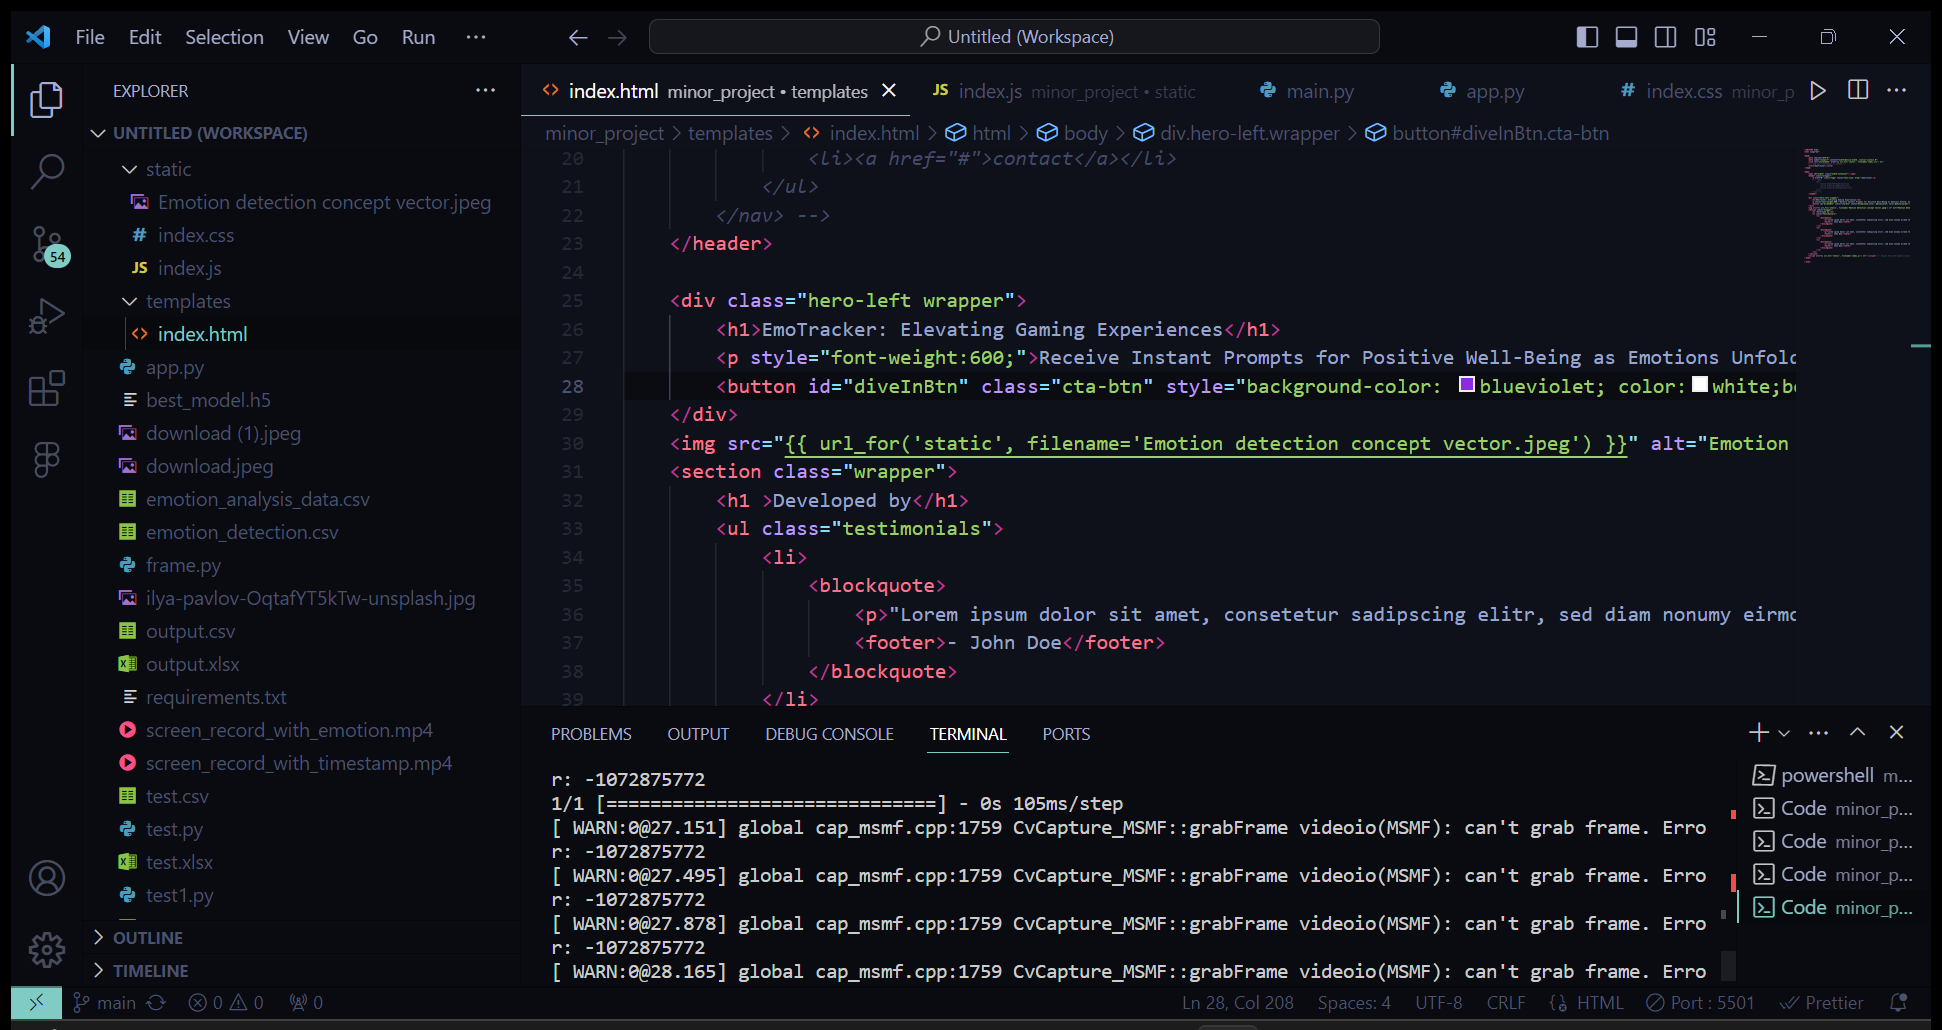 File Edit Selection View Go Run ···
Untitled (Workspace)
EXPLORER
UNTITLED (WORKSPACE)
static
Emotion detection concept vector.jpeg
# index.css
JS index.js
templates
<> index.html
app.py
best_model.h5
download (1).jpeg
download.jpeg
emotion_analysis_data.csv
emotion_detection.csv
frame.py
ilya-pavlov-OqtafYT5kTw-unsplash.jpg
output.csv
output.xlsx
requirements.txt
screen_record_with_emotion.mp4
screen_record_with_timestamp.mp4
test.csv
test.py
test.xlsx
test1.py
OUTLINE
TIMELINE
54
<> index.html minor_project • templates
JS index.js minor_project • static
main.py
app.py
# index.css minor_p
minor_project > templates > <> index.html > html > body > div.hero-left.wrapper > button#diveInBtn.cta-btn
20 <li><a href="#">contact</a></li>
21 </ul>
22 </nav> -->
23 </header>
24
25 <div class="hero-left wrapper">
26 <h1>EmoTracker: Elevating Gaming Experiences</h1>
27 <p style="font-weight:600;">Receive Instant Prompts for Positive Well-Being as Emotions Unfol
28 <button id="diveInBtn" class="cta-btn" style="background-color: blueviolet; color: white;b
29 </div>
30 <img src="{{ url_for('static', filename='Emotion detection concept vector.jpeg') }}" alt="Emotion
31 <section class="wrapper">
32 <h1 >Developed by</h1>
33 <ul class="testimonials">
34 <li>
35 <blockquote>
36 <p>"Lorem ipsum dolor sit amet, consetetur sadipscing elitr, sed diam nonumy eirmo
37 <footer>- John Doe</footer>
38 </blockquote>
39 </li>
PROBLEMS OUTPUT DEBUG CONSOLE TERMINAL PORTS
r: -1072875772
1/1 [==============================] - 0s 105ms/step
[ WARN:0@27.151] global cap_msmf.cpp:1759 CvCapture_MSMF::grabFrame videoio(MSMF): can't grab frame. Erro
r: -1072875772
[ WARN:0@27.495] global cap_msmf.cpp:1759 CvCapture_MSMF::grabFrame videoio(MSMF): can't grab frame. Erro
r: -1072875772
[ WARN:0@27.878] global cap_msmf.cpp:1759 CvCapture_MSMF::grabFrame videoio(MSMF): can't grab frame. Erro
r: -1072875772
[ WARN:0@28.165] global cap_msmf.cpp:1759 CvCapture_MSMF::grabFrame videoio(MSMF): can't grab frame. Erro
powershell m...
Code minor_p...
Code minor_p...
Code minor_p...
Code minor_p...
main 0 0 0
Ln 28, Col 208 Spaces: 4 UTF-8 CRLF HTML Port : 5501 Prettier